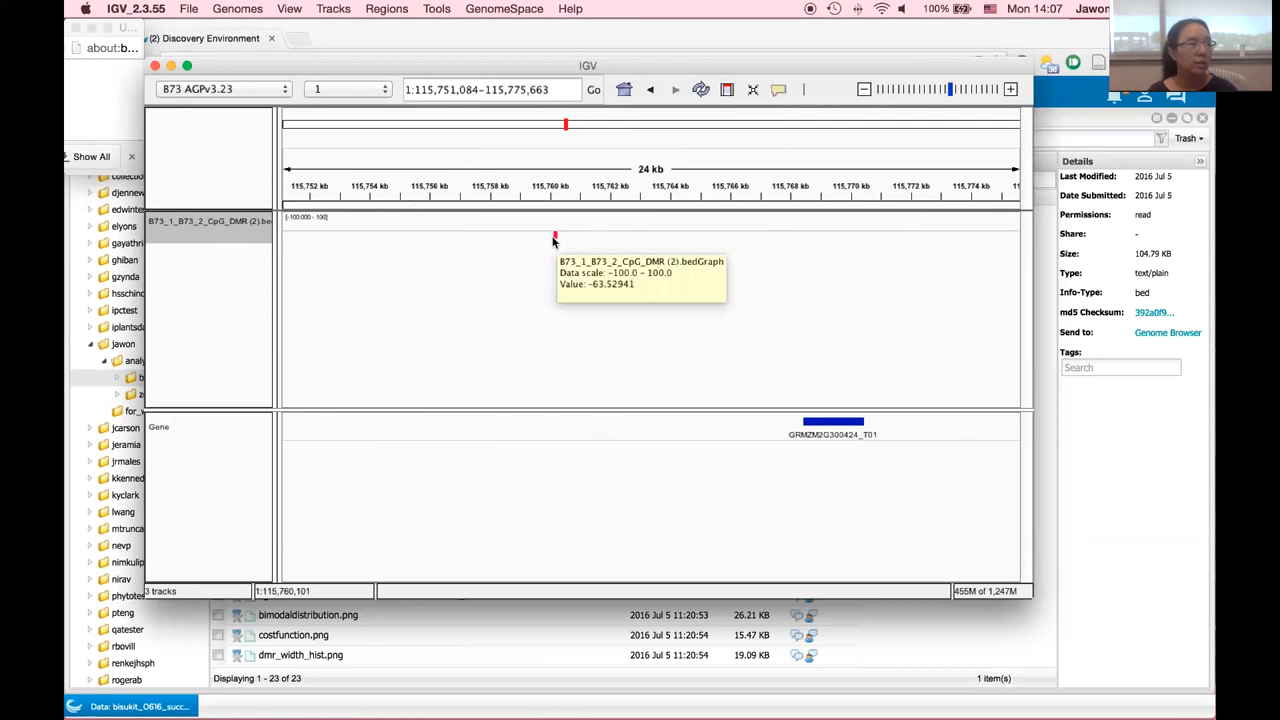 IGV_2.3.55 File Genomes View Tracks Regions Tools GenomeSpace Help 100% Mon 14:07 Jawon
(2) Discovery Environment
about:b...
IGV
B73 AGPv3.23 1 1:115,751,084-115,775,663 Go
Trash
Show All
Details
24 kb
115,752 kb 115,754 kb 115,756 kb 115,758 kb 115,760 kb 115,762 kb 115,764 kb 115,766 kb 115,768 kb 115,770 kb 115,772 kb 115,774 kb
B73_1_B73_2_CpG_DMR (2).be
[-100.000 - 100]
B73_1_B73_2_CpG_DMR (2).bedGraph
Data scale: -100.0 - 100.0
Value: -63.52941
Gene
GRMZM2G300424_T01
3 tracks 1:115,760,101 455M of 1,247M
Last Modified: 2016 Jul 5
Date Submitted: 2016 Jul 5
Permissions: read
Share: -
Size: 104.79 KB
Type: text/plain
Info-Type: bed
md5 Checksum: 392a0f9...
Send to: Genome Browser
Tags:
Search
djennew
edwinte
elyons
gayathri
ghiban
gzynda
hsschine
ipctest
iplantsda
jawon
analy
b
for_v
jcarson
jeramia
jrmales
kkenned
kyclark
lwang
mtrunca
nevp
nimkulip
nirav
phytote
pteng
qatester
rbovill
renkejhsph
rogerab
bimodaldistribution.png 2016 Jul 5 11:20:53 26.21 KB
costfunction.png 2016 Jul 5 11:20:54 15.47 KB
dmr_width_hist.png 2016 Jul 5 11:20:54 19.09 KB
Displaying 1 - 23 of 23 1 item(s)
Data: bisukit_0616_succ...